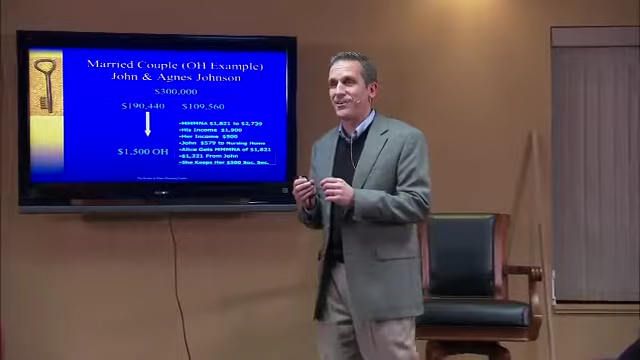 Married Couple (OH Example)
John & Agnes Johnson
$300,000
$190,440 $109,560
$1,500 OH
▪MMMNA $1,821 to $2,739
▪His Income $1,900
▪Her Income $500
▪John $579 to Nursing Home
▪Alice Gets MMMNA of $1,821
▪$1,321 From John
▪She Keeps Her $500 Soc. Sec.